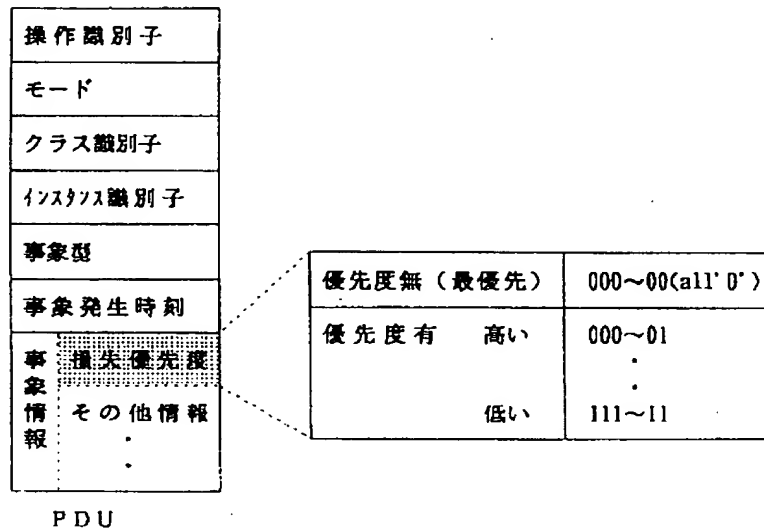 操作識別子
モード
クラス識別子
インスタンス識別子
事象型
事象発生時刻
事象情報
損失優先度
その他情報
・
・
優先度無（最優先） 000～00(all'0')
優先度有 高い 000～01
・
・
低い 111～11
PDU